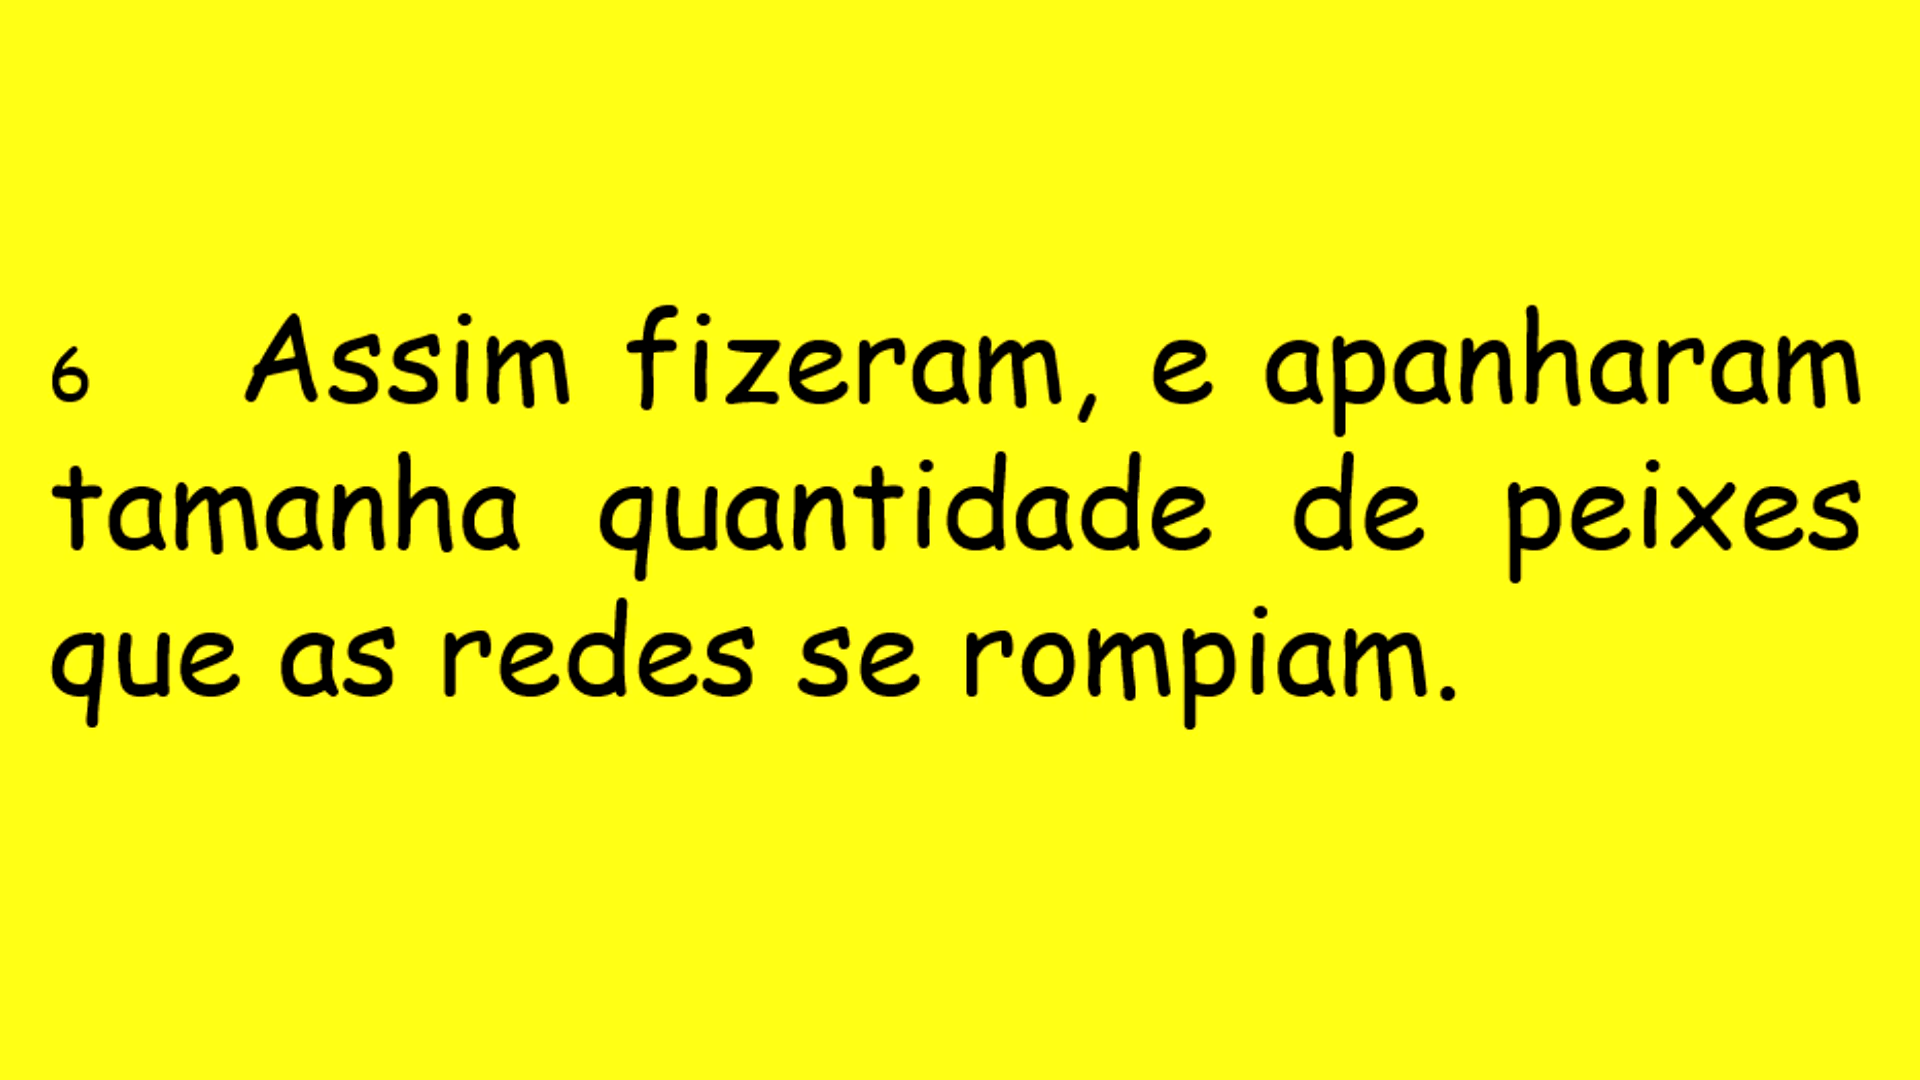 6 Assim fizeram, e apanharam
tamanha quantidade de peixes
que as redes se rompiam.